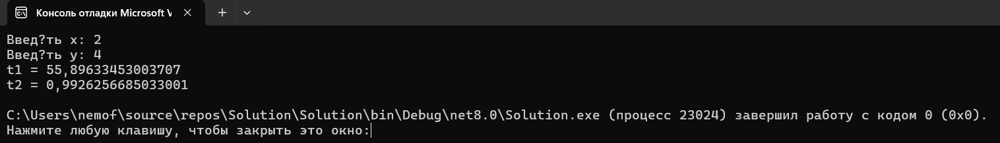 Консоль отладки Microsoft V
Введ?ть x: 2
Введ?ть y: 4
t1 = 55,89633453003707
t2 = 0,9926256685033001
C:\Users\nemof\source\repos\Solution\Solution\bin\Debug\net8.0\Solution.exe (процесс 23024) завершил работу с кодом 0 (0x0).
Нажмите любую клавишу, чтобы закрыть это окно: